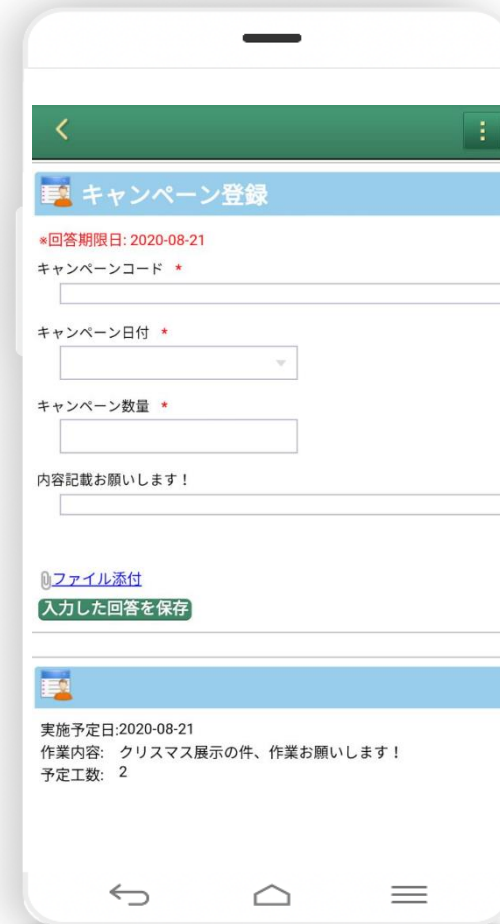 キャンペーン登録
※回答期限日: 2020-08-21
キャンペーンコード *
キャンペーン日付 *
キャンペーン数量 *
内容記載お願いします！
ファイル添付
入力した回答を保存
実施予定日:2020-08-21
作業内容: クリスマス展示の件、作業お願いします！
予定工数: 2